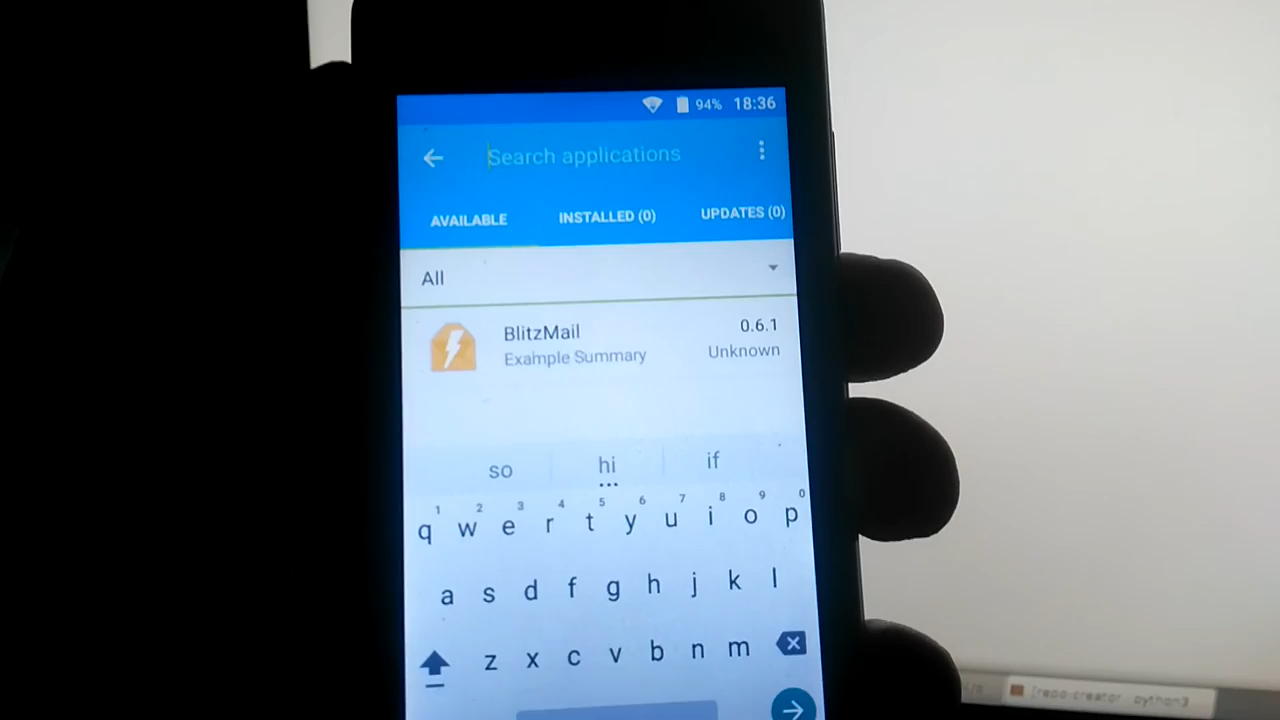 94% 18:36
Search applications
AVAILABLE INSTALLED (0) UPDATES (0)
All
BlitzMail 0.6.1
Example Summary Unknown
so hi if
1 2 3 4 5 6 7 8 9 0
q w e r t y u i o p
a s d f g h j k l
z x c v b n m
[repo-creator - python3